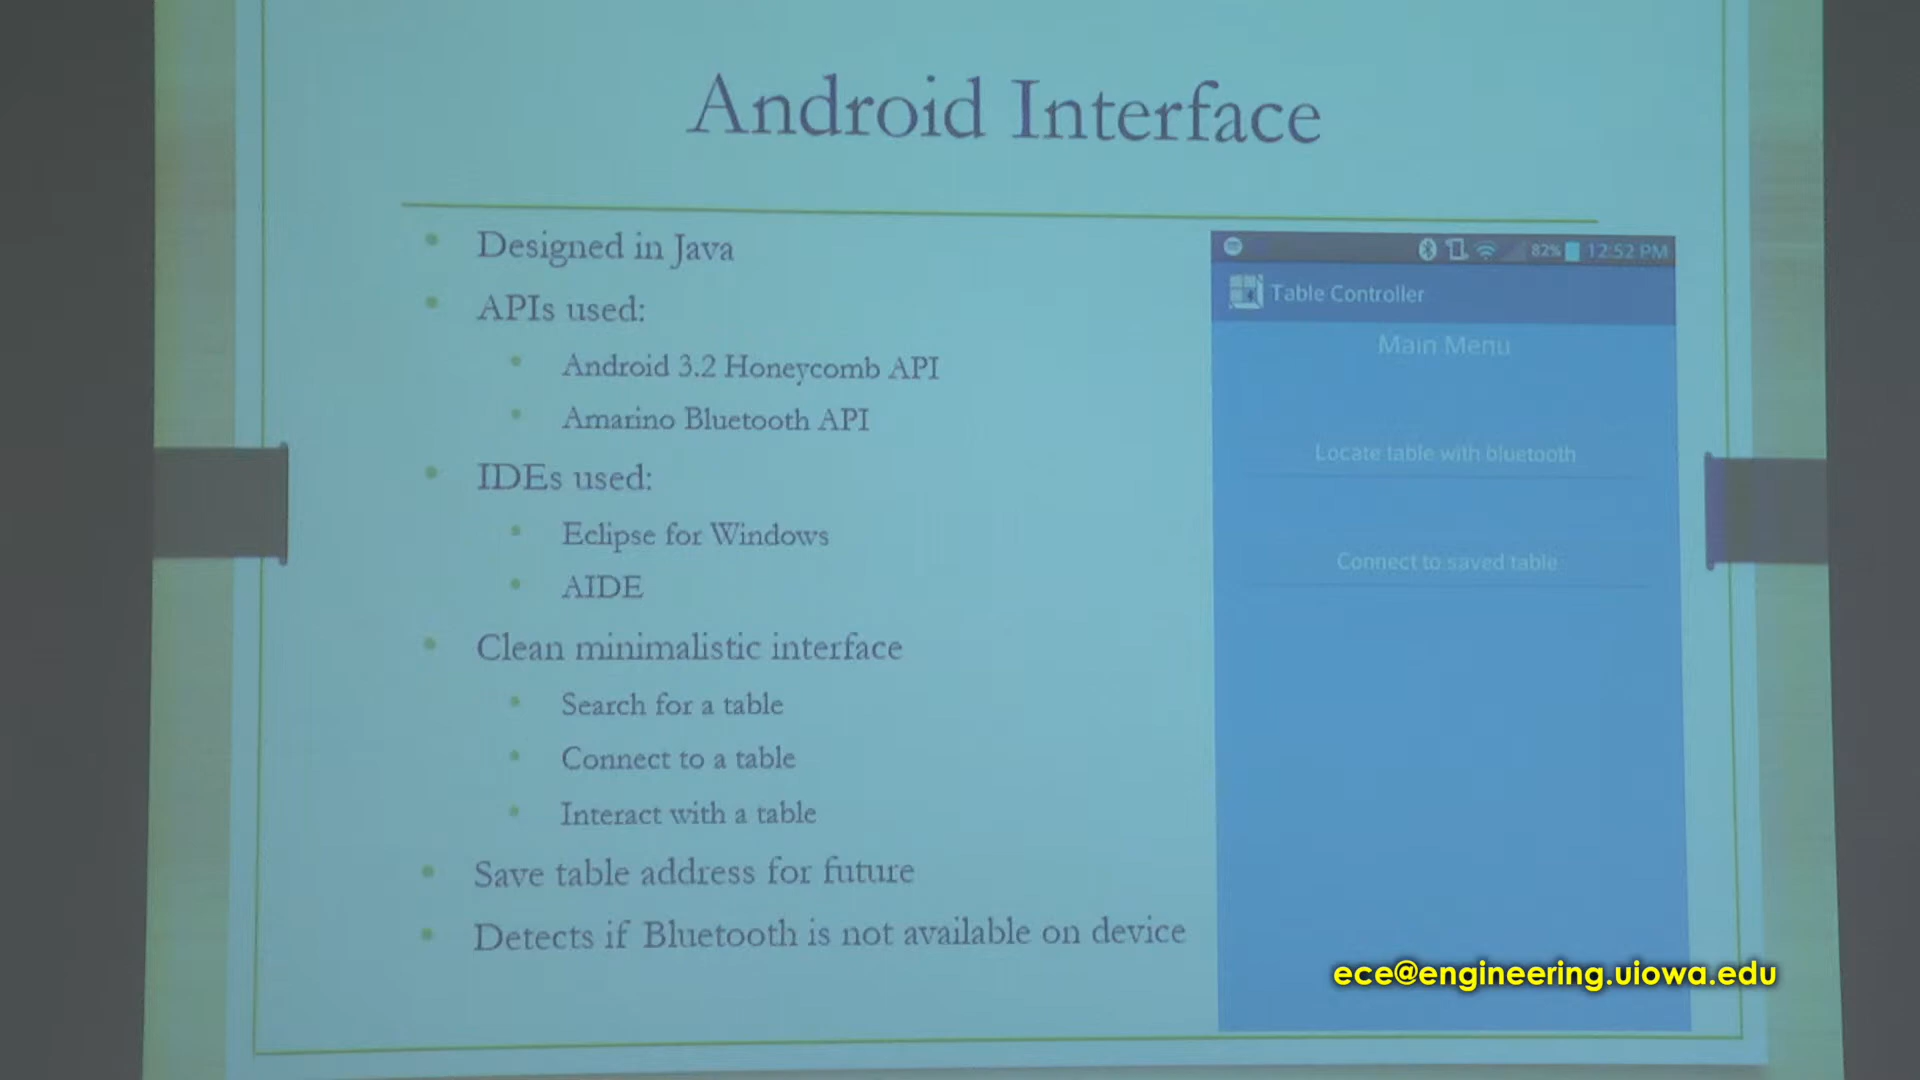 Android Interface
Designed in Java
APIs used:
Android 3.2 Honeycomb API
Amarino Bluetooth API
IDEs used:
Eclipse for Windows
AIDE
Clean minimalistic interface
Search for a table
Connect to a table
Interact with a table
Save table address for future
Detects if Bluetooth is not available on device
82% 12:52 PM
Table Controller
Main Menu
Locate table with bluetooth
Connect to saved table
ece@engineering.uiowa.edu